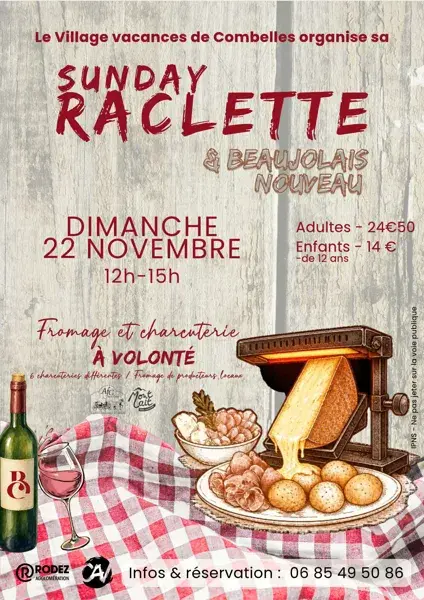 Le Village vacances de Combelles organise sa
SUNDAY
RACLETTE
& BEAUJOLAIS
NOUVEAU
DIMANCHE
22 NOVEMBRE
12h-15h
Adultes - 24€50
Enfants - 14 €
-de 12 ans
Fromage et charcuterie
À VOLONTÉ
6 charcuteries différentes / Fromage de producteurs locaux
Mont
Lait
IPNS - Ne pas jeter sur la voie publique
RODEZ
AGGLOMÉRATION
Infos & réservation : 06 85 49 50 86